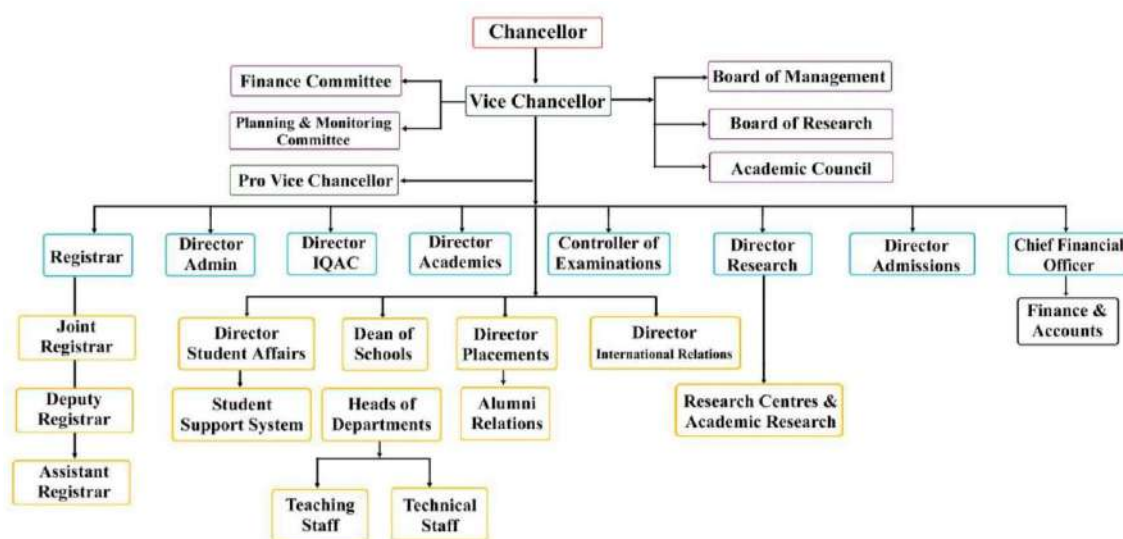 Chancellor
Finance Committee
Vice Chancellor
Board of Management
Planning & Monitoring
Committee
Board of Research
Pro Vice Chancellor
Academic Council
Registrar
Director
Admin
Director
IQAC
Director
Academics
Controller of
Examinations
Director
Research
Director
Admissions
Chief Financial
Officer
Joint
Registrar
Director
Student Affairs
Dean of
Schools
Director
Placements
Director
International Relations
Finance &
Accounts
Deputy
Registrar
Student
Support System
Heads of
Departments
Alumni
Relations
Research Centres &
Academic Research
Assistant
Registrar
Teaching
Staff
Technical
Staff